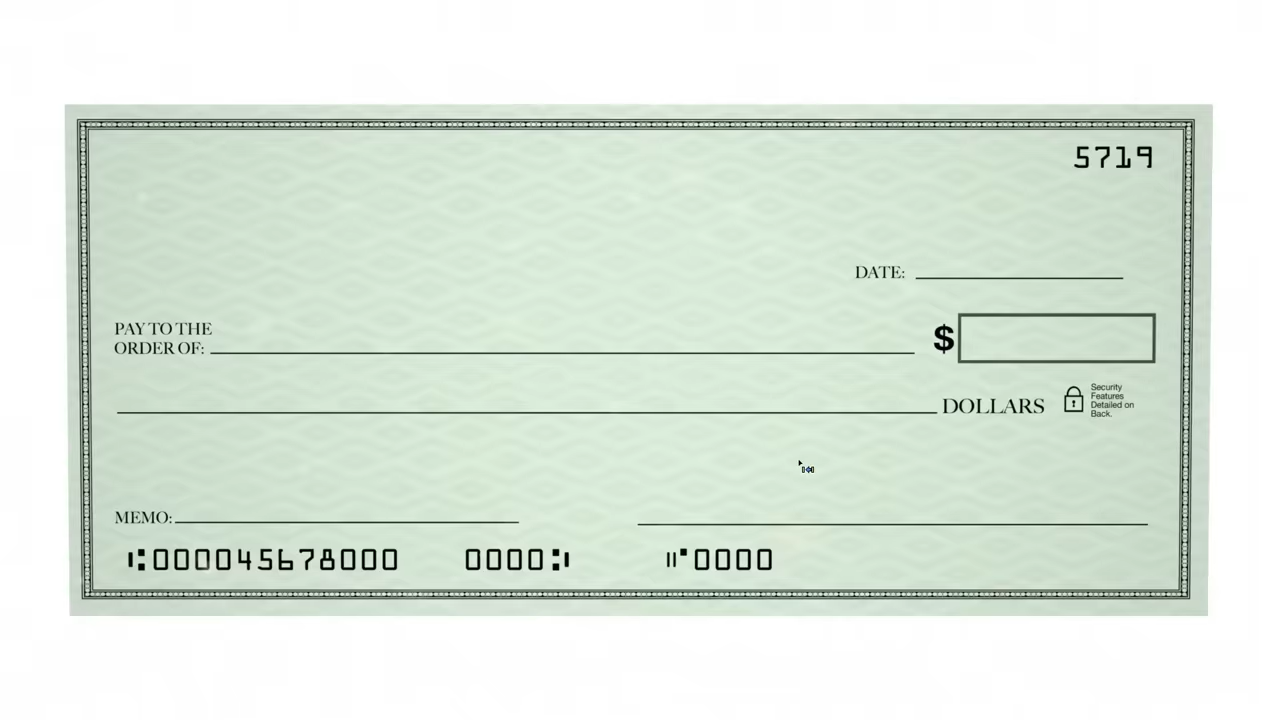 5719
DATE:
PAY TO THE
ORDER OF:
$
DOLLARS
Security
Features
Detailed on
Back.
MEMO:
⑆000045678000 0000⑆ ⑈0000